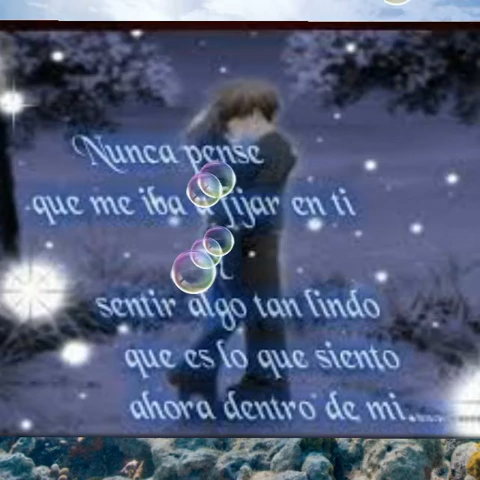 Nunca pense
que me iba a fijar en ti
sentir algo tan lindo
que es lo que siento
ahora dentro de mi....